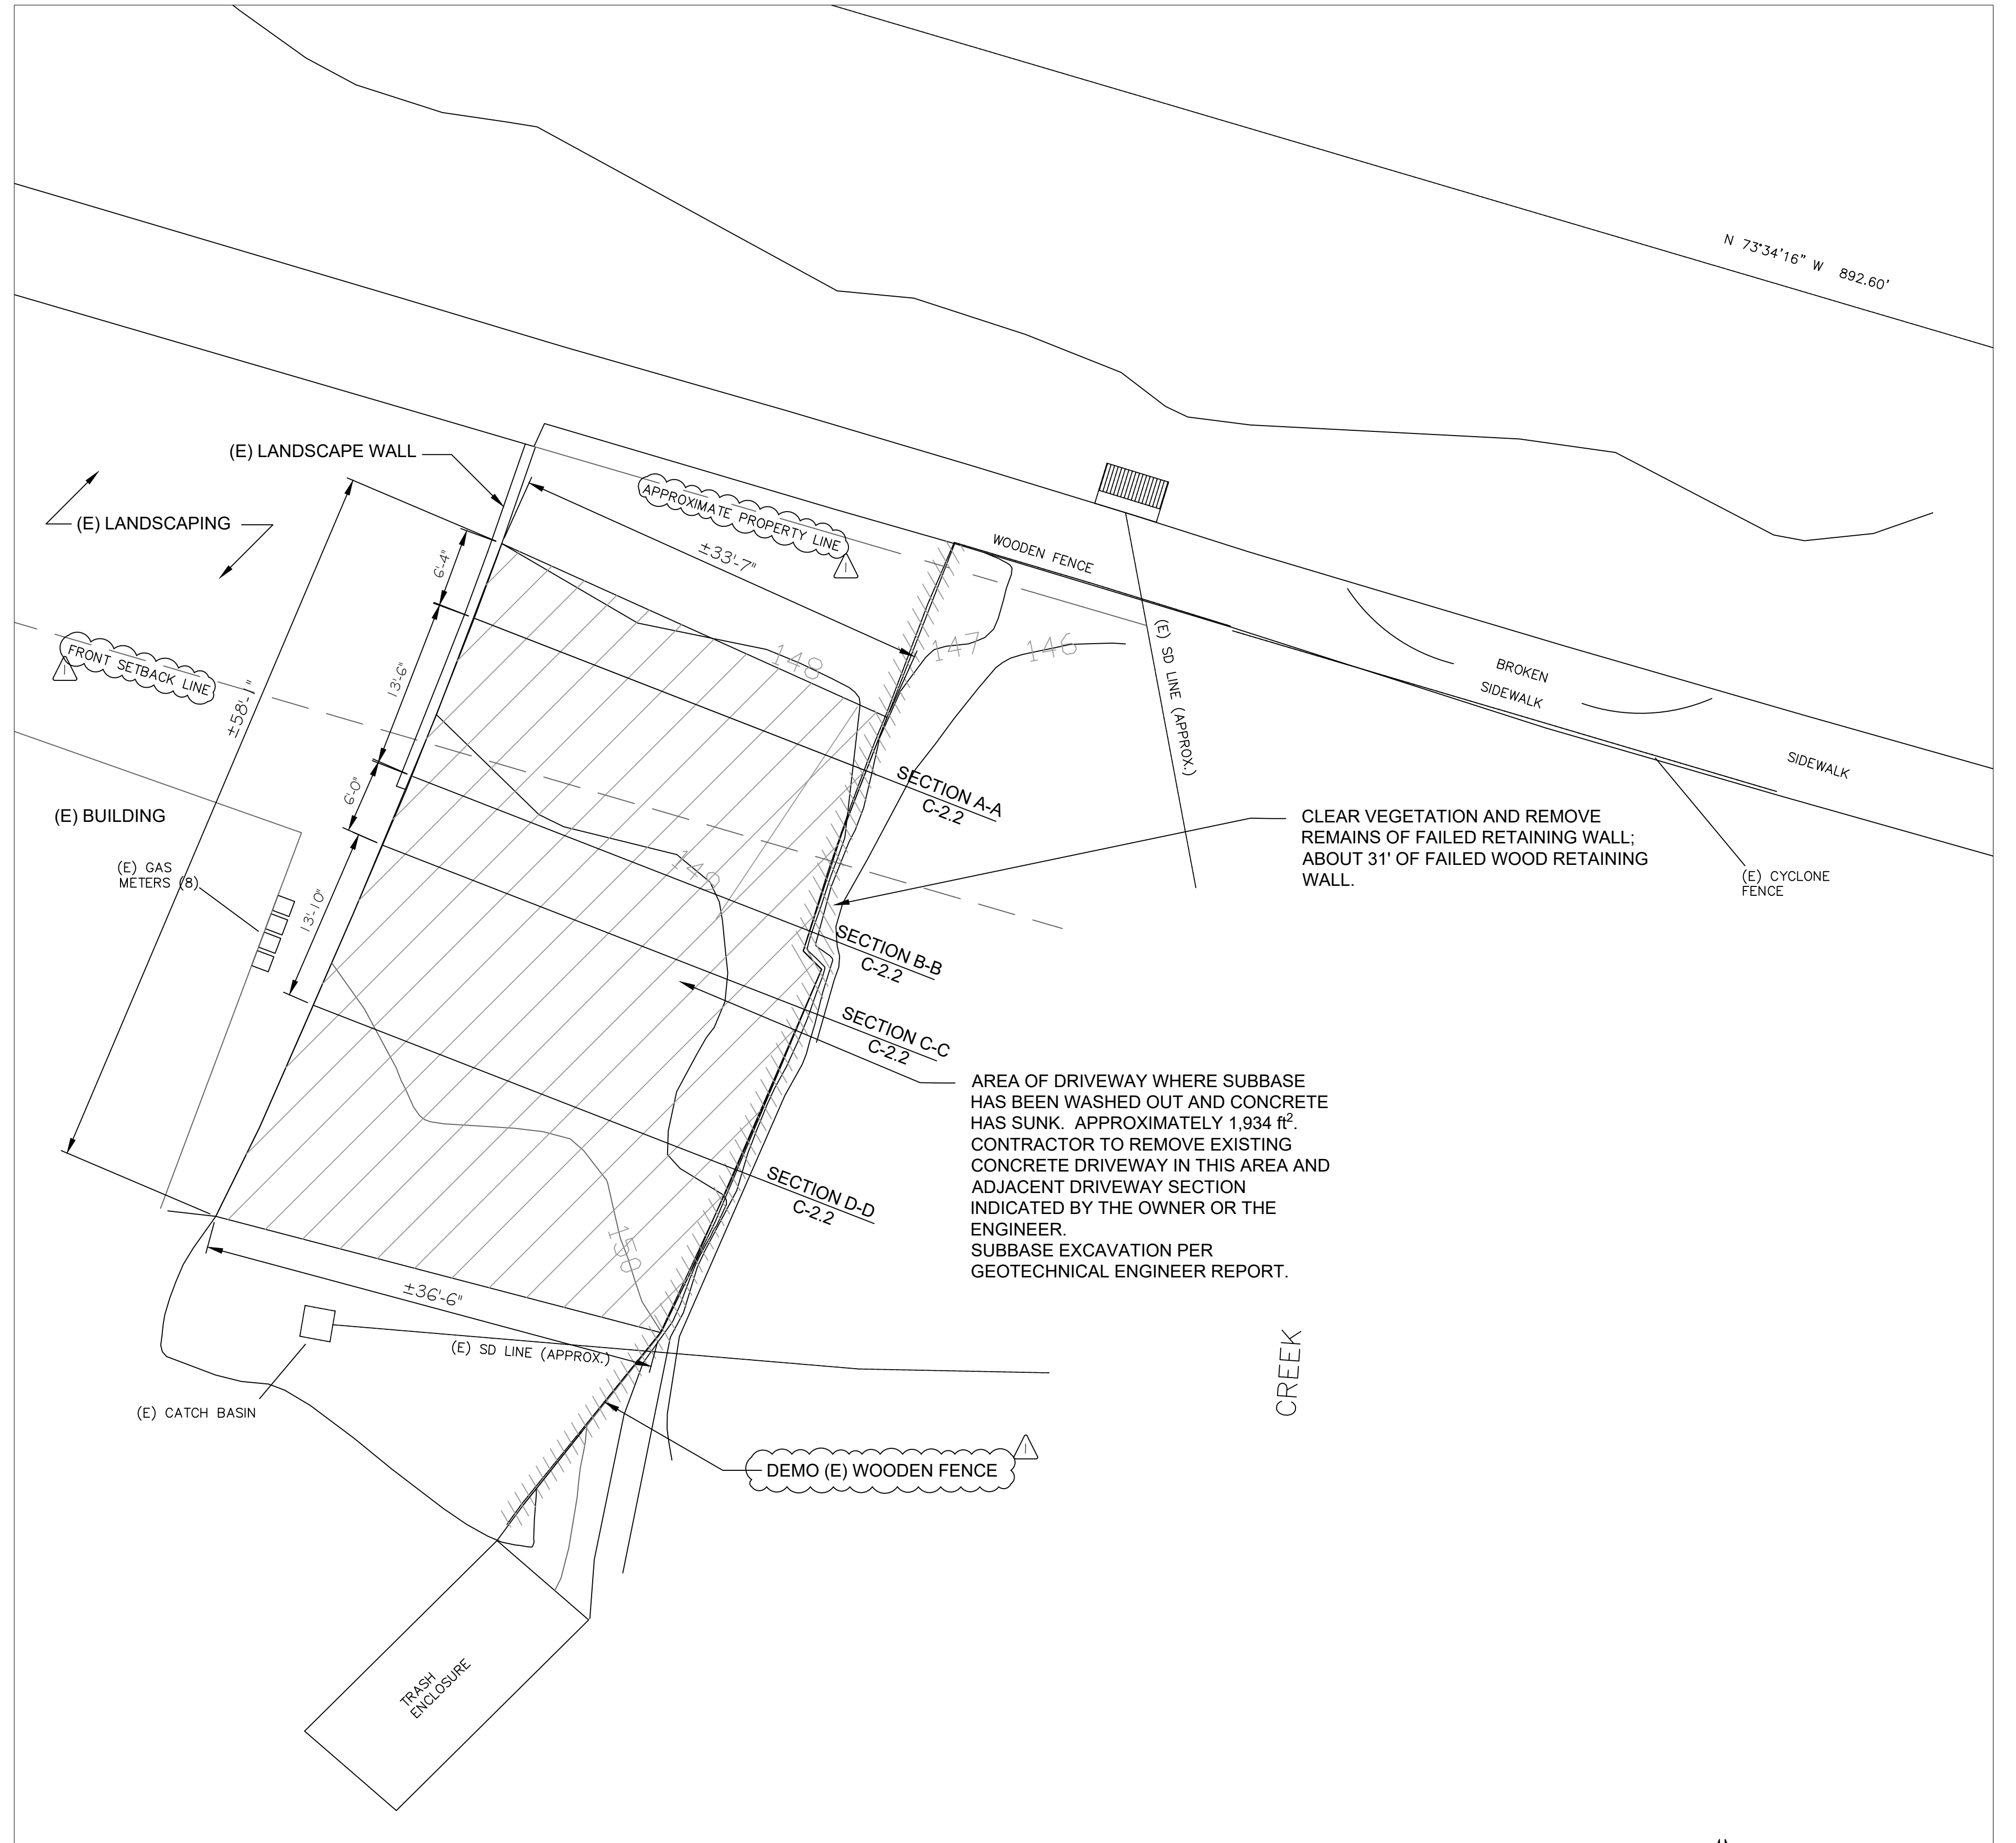 N 73°34'16" W 892.60'
(E) LANDSCAPE WALL
APPROXIMATE PROPERTY LINE
1
(E) LANDSCAPING
±33'-7"
WOODEN FENCE
6'-4"
147
146
148
(E) SD LINE (APPROX.)
FRONT SETBACK LINE
1
±58'-1"
13'-6"
BROKEN
SIDEWALK
SIDEWALK
6'-0"
SECTION A-A
C-2.2
(E) BUILDING
CLEAR VEGETATION AND REMOVE
REMAINS OF FAILED RETAINING WALL;
ABOUT 31' OF FAILED WOOD RETAINING
WALL.
(E) GAS
METERS (8)
149
(E) CYCLONE
FENCE
13'-10"
SECTION B-B
C-2.2
SECTION C-C
C-2.2
AREA OF DRIVEWAY WHERE SUBBASE
HAS BEEN WASHED OUT AND CONCRETE
HAS SUNK. APPROXIMATELY 1,934 ft².
CONTRACTOR TO REMOVE EXISTING
CONCRETE DRIVEWAY IN THIS AREA AND
ADJACENT DRIVEWAY SECTION
INDICATED BY THE OWNER OR THE
ENGINEER.
SUBBASE EXCAVATION PER
GEOTECHNICAL ENGINEER REPORT.
SECTION D-D
C-2.2
150
±36'-6"
(E) SD LINE (APPROX.)
CREEK
(E) CATCH BASIN
DEMO (E) WOODEN FENCE
1
TRASH
ENCLOSURE